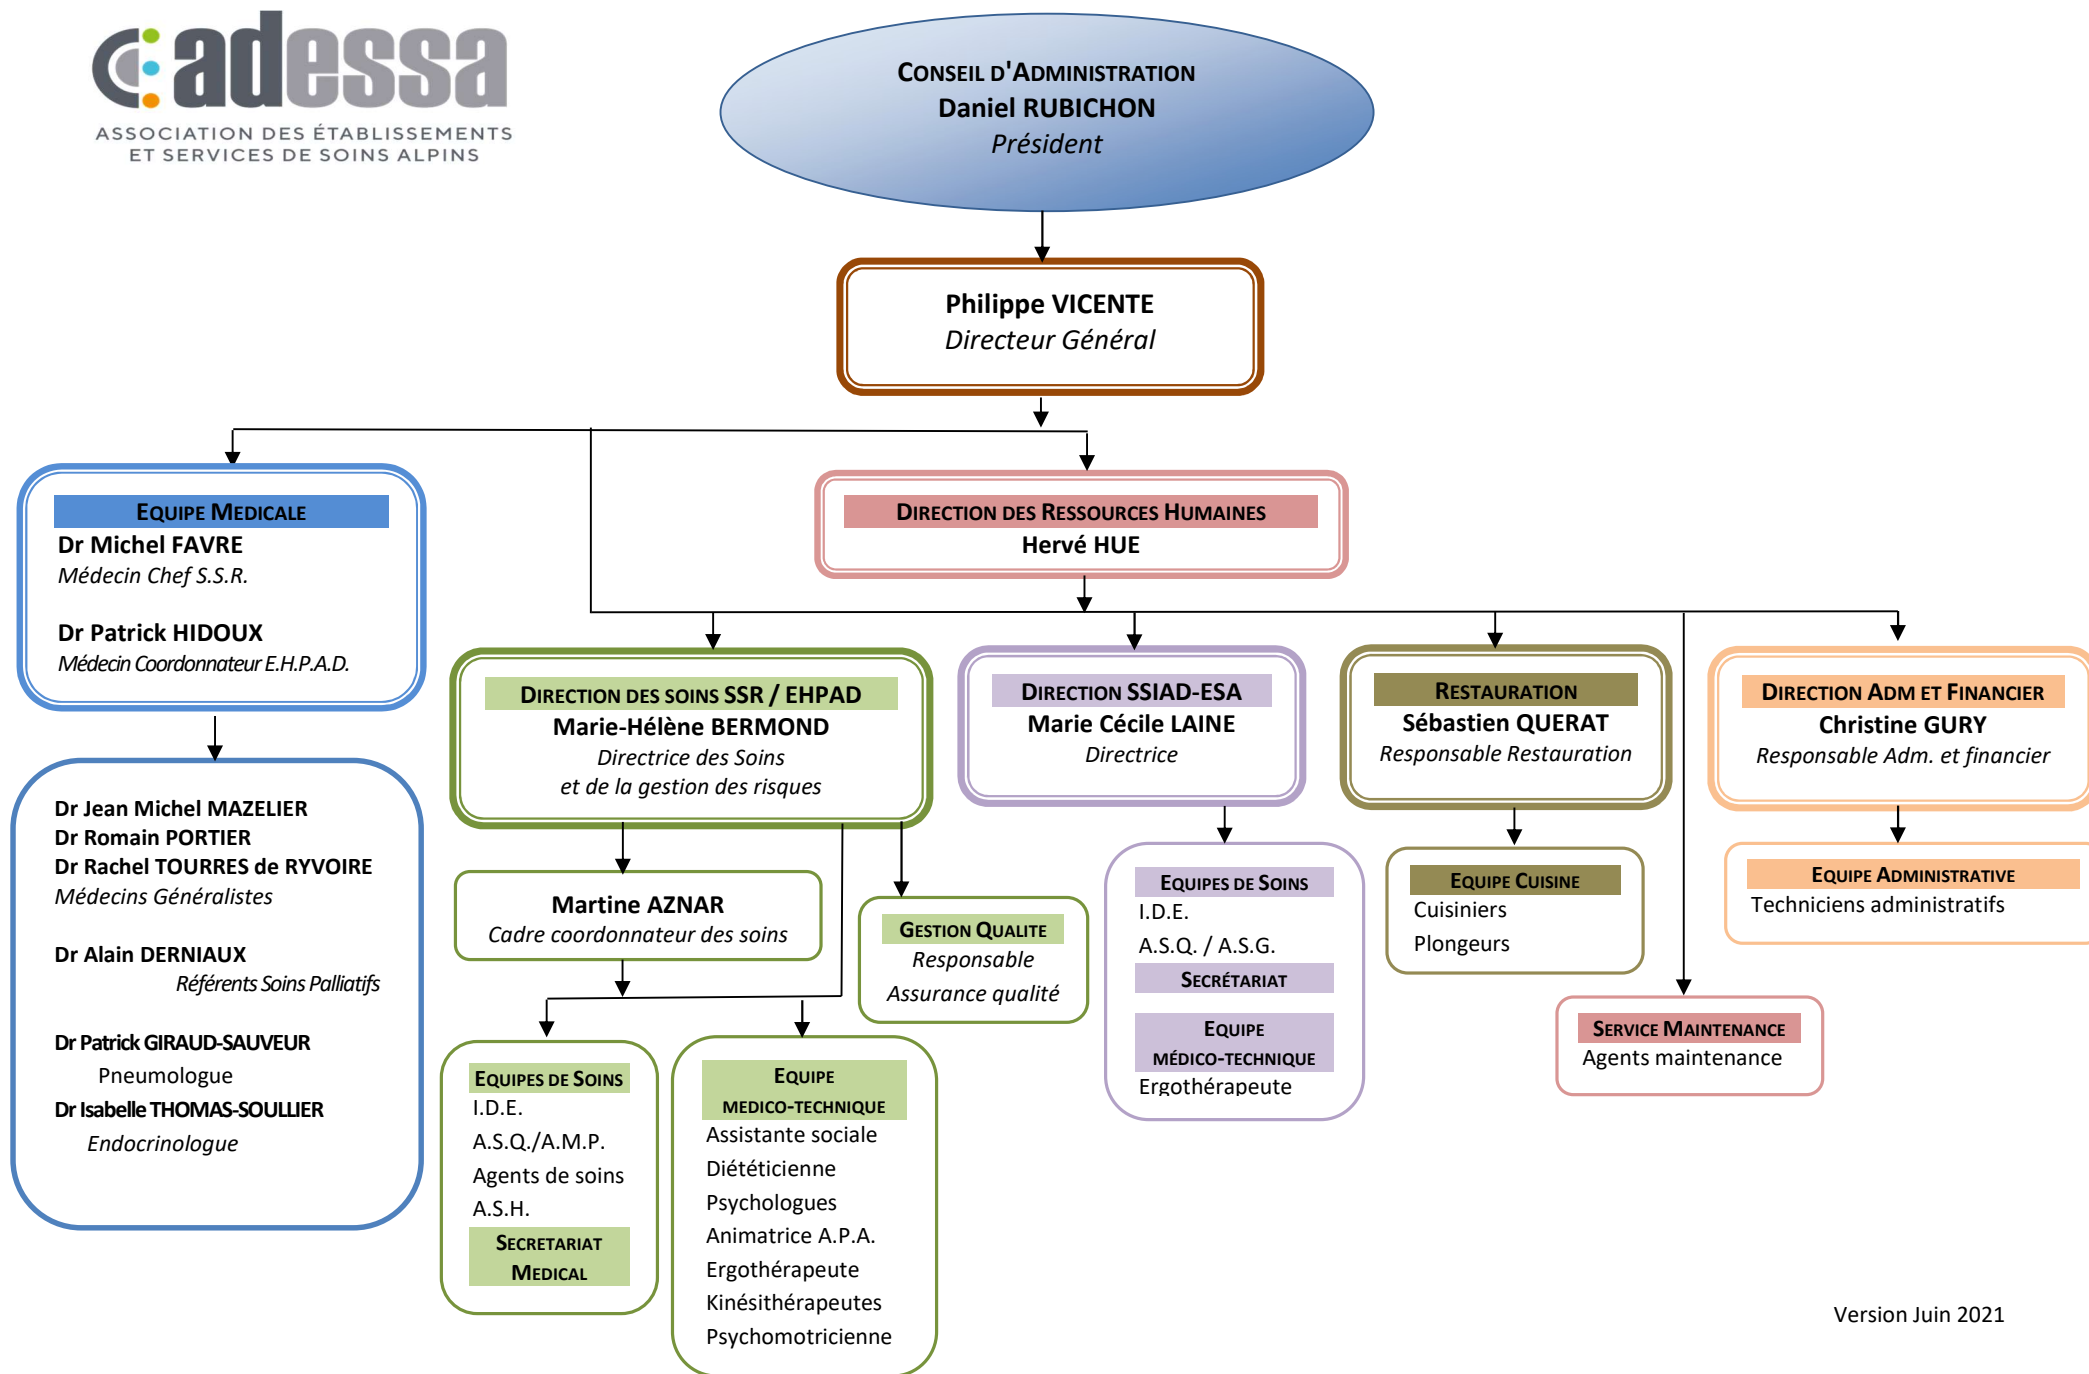 adessa
ASSOCIATION DES ÉTABLISSEMENTS
ET SERVICES DE SOINS ALPINS
CONSEIL D'ADMINISTRATION
Daniel RUBICHON
Président
Philippe VICENTE
Directeur Général
EQUIPE MEDICALE
Dr Michel FAVRE
Médecin Chef S.S.R.
Dr Patrick HIDOUX
Médecin Coordonnateur E.H.P.A.D.
DIRECTION DES RESSOURCES HUMAINES
Hervé HUE
Dr Jean Michel MAZELIER
Dr Romain PORTIER
Dr Rachel TOURRES de RYVOIRE
Médecins Généralistes
Dr Alain DERNIAUX
Référents Soins Palliatifs
Dr Patrick GIRAUD-SAUVEUR
Pneumologue
Dr Isabelle THOMAS-SOULLIER
Endocrinologue
DIRECTION DES SOINS SSR / EHPAD
Marie-Hélène BERMOND
Directrice des Soins
et de la gestion des risques
Martine AZNAR
Cadre coordonnateur des soins
GESTION QUALITE
Responsable
Assurance qualité
EQUIPES DE SOINS
I.D.E.
A.S.Q./A.M.P.
Agents de soins
A.S.H.
SECRETARIAT
MEDICAL
EQUIPE
MEDICO-TECHNIQUE
Assistante sociale
Diététicienne
Psychologues
Animatrice A.P.A.
Ergothérapeute
Kinésithérapeutes
Psychomotricienne
DIRECTION SSIAD-ESA
Marie Cécile LAINE
Directrice
EQUIPES DE SOINS
I.D.E.
A.S.Q. / A.S.G.
SECRÉTARIAT
EQUIPE
MÉDICO-TECHNIQUE
Ergothérapeute
RESTAURATION
Sébastien QUERAT
Responsable Restauration
EQUIPE CUISINE
Cuisiniers
Plongeurs
SERVICE MAINTENANCE
Agents maintenance
DIRECTION ADM ET FINANCIER
Christine GURY
Responsable Adm. et financier
EQUIPE ADMINISTRATIVE
Techniciens administratifs
Version Juin 2021